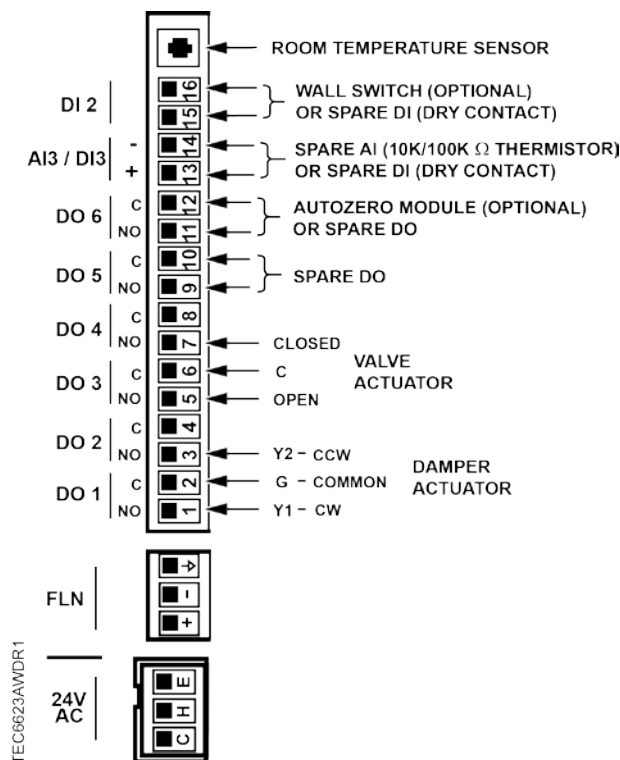 ROOM TEMPERATURE SENSOR
DI 2
16
15
WALL SWITCH (OPTIONAL)
OR SPARE DI (DRY CONTACT)
AI3 / DI3
-
+
14
13
SPARE AI (10K/100K Ω THERMISTOR)
OR SPARE DI (DRY CONTACT)
DO 6
C
NO
12
11
AUTOZERO MODULE (OPTIONAL)
OR SPARE DO
DO 5
C
NO
10
9
SPARE DO
DO 4
C
NO
8
7
CLOSED
DO 3
C
NO
6
5
C
OPEN
VALVE
ACTUATOR
DO 2
C
NO
4
3
Y2 - CCW
DO 1
C
NO
2
1
G - COMMON
Y1 - CW
DAMPER
ACTUATOR
FLN
-
+
24V
AC
E
H
C
TEC6623AWDR1